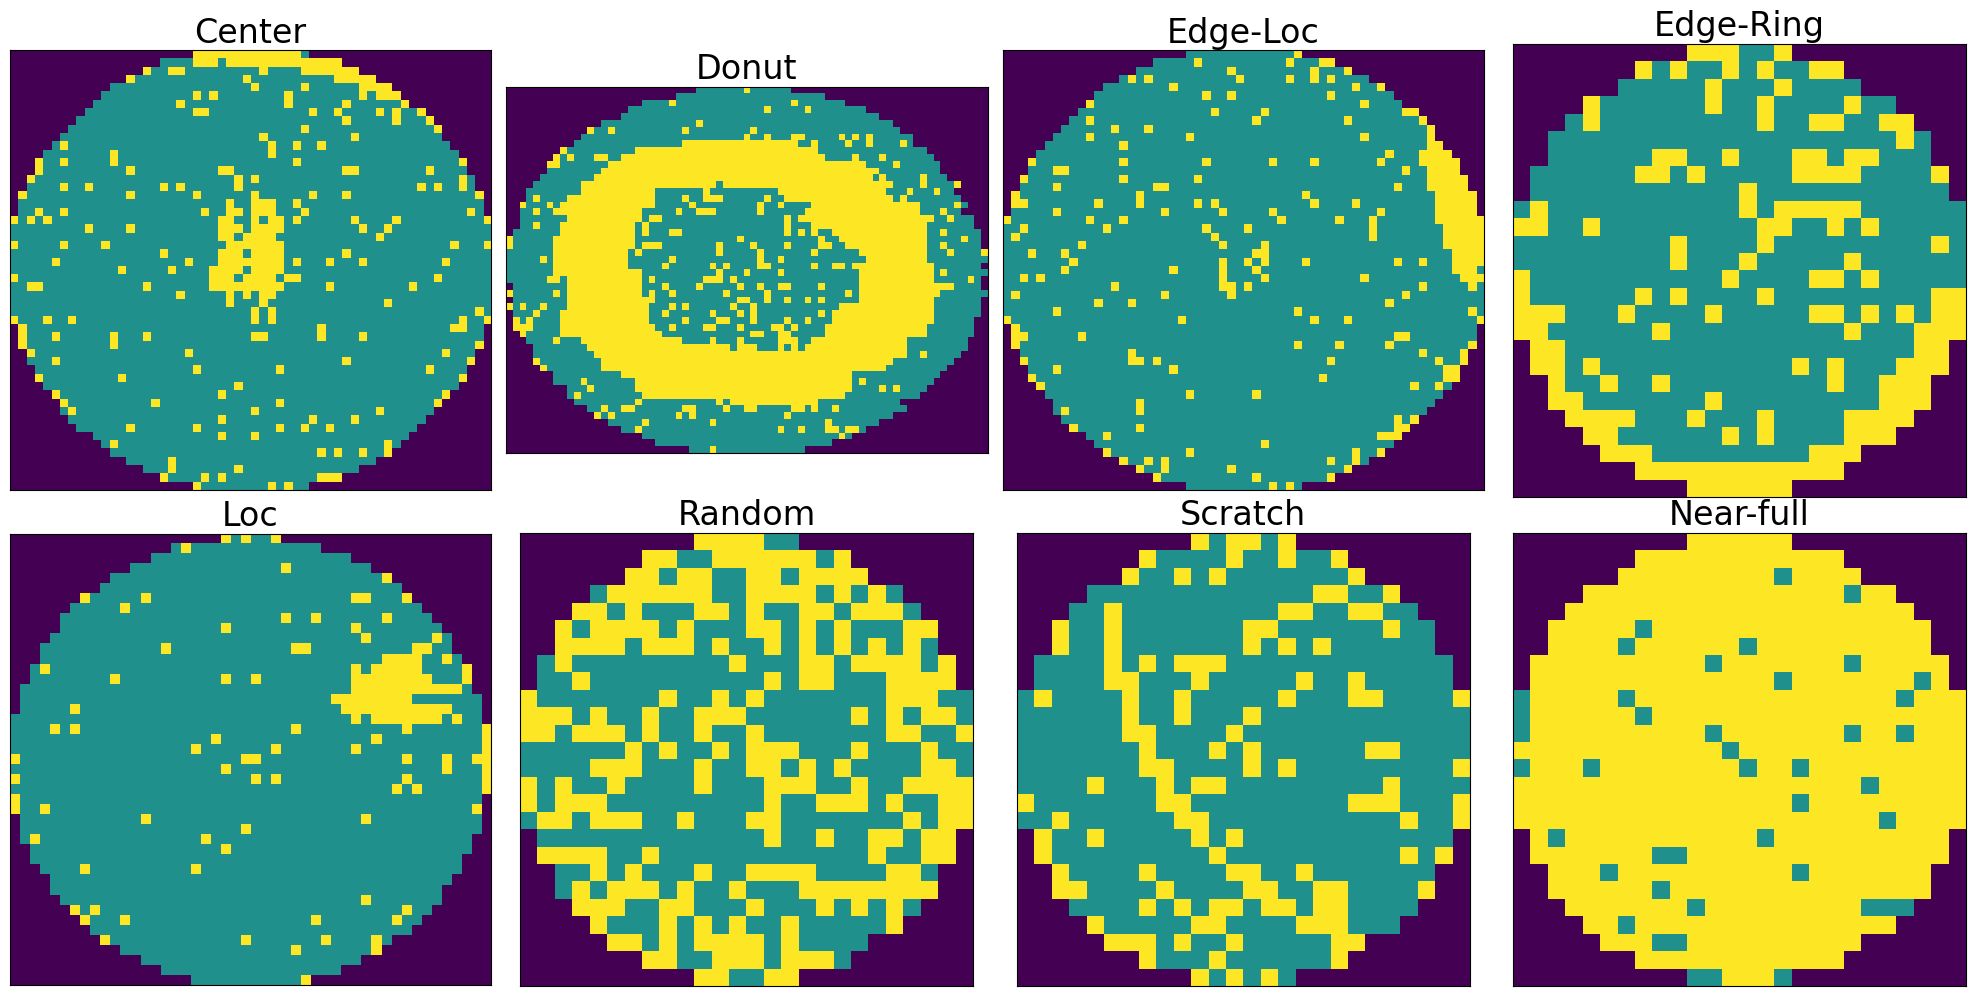 Center
Donut
Edge-Loc
Edge-Ring
Loc
Random
Scratch
Near-full